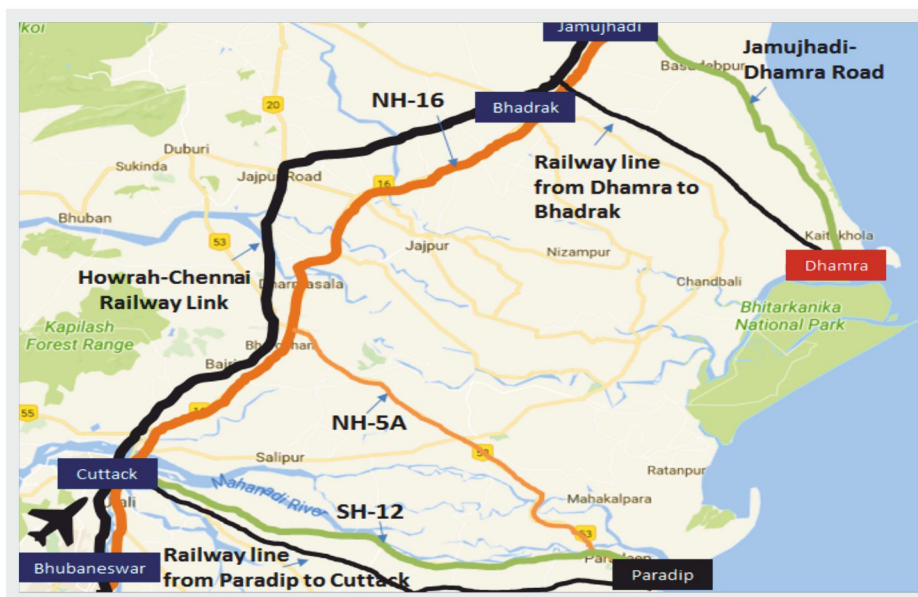 koi
Jamujhadi
Basudebpur
Jamujhadi-
Dhamra Road
NH-16
20
Bhadrak
Duburi
Sukinda
Jajpur Road
16
Railway line
from Dhamra to
Bhadrak
Bhuban
53
Jajpur
Nizampur
Kaitakhola
Dhamra
Howrah-Chennai
Railway Link
Chandbali
Bhitarkanika
National Park
Kapilash
Forest Range
NH-5A
55
53
Salipur
Cuttack
Ratanpur
Mahanadi River
Mahakalpara
SH-12
53
Bhubaneswar
Railway line
from Paradip to Cuttack
Paradip